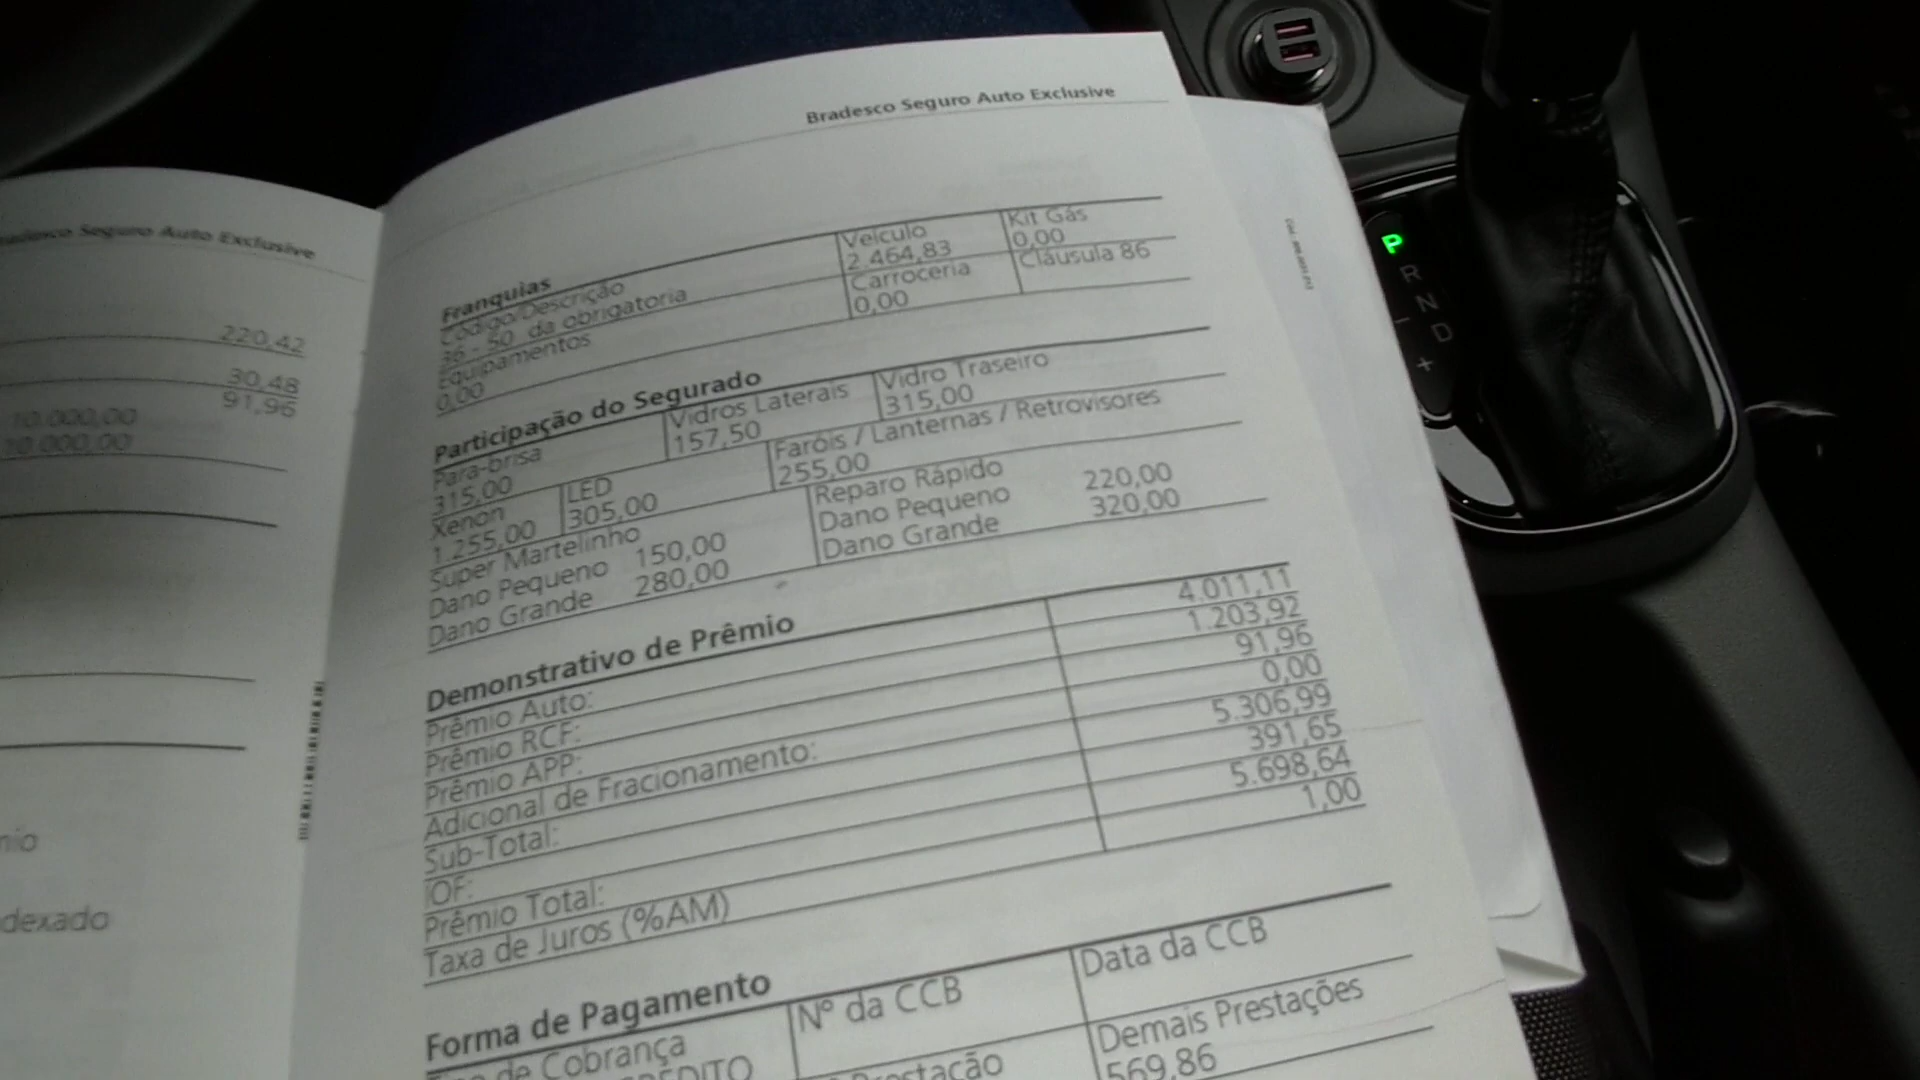 Seguro Auto Exclusive
220,42
30,48
91,96
10.000,00
10.000,00
dexado
Bradesco Seguro Auto Exclusive
Franquias
Código/Descrição
36 - 50 da obrigatoria
Veículo
2.464,83
Kit Gás
0,00
Equipamentos
0,00
Carroceria
0,00
Cláusula 86
Participação do Segurado
Para-brisa
315,00
Vidros Laterais
157,50
Vidro Traseiro
315,00
Xenon
1.255,00
LED
305,00
Faróis / Lanternas / Retrovisores
255,00
Super Martelinho
Dano Pequeno 150,00
Dano Grande 280,00
Reparo Rápido
Dano Pequeno 220,00
Dano Grande 320,00
Demonstrativo de Prêmio
Prêmio Auto: 4.011,11
Prêmio RCF: 1.203,92
Prêmio APP: 91,96
Adicional de Fracionamento: 0,00
Sub-Total: 5.306,99
IOF: 391,65
Prêmio Total: 5.698,64
Taxa de Juros (%AM) 1,00
Forma de Pagamento
de Cobrança
Nº da CCB
Data da CCB
Demais Prestações
569,86
P
R
N
D
-
+